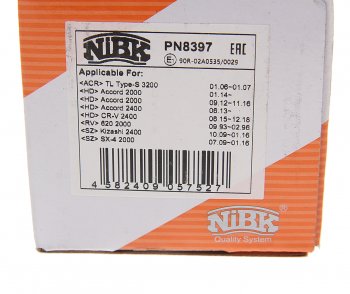 NiBK PN8397 EAC
E 90R-02A0535/0029
Applicable For:
<ACR> TL Type-S 3200 01.06~01.07
<HD> Accord 2000 01.14~
<HD> Accord 2000 09.12~11.16
<HD> Accord 2400 08.13~
<HD> CR-V 2400 08.15~12.18
<RV> 620 2000 09.93~02.96
<SZ> Kizashi 2400 10.09~01.16
<SZ> SX-4 2000 07.09~01.16
4 582409 057527
NiBK
Quality System